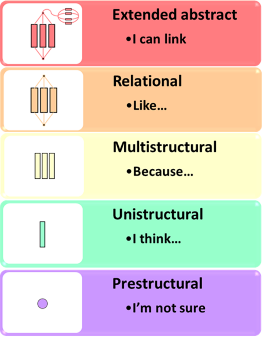 Extended abstract
•I can link
Relational
•Like…
Multistructural
•Because…
Unistructural
•I think…
Prestructural
•I’m not sure